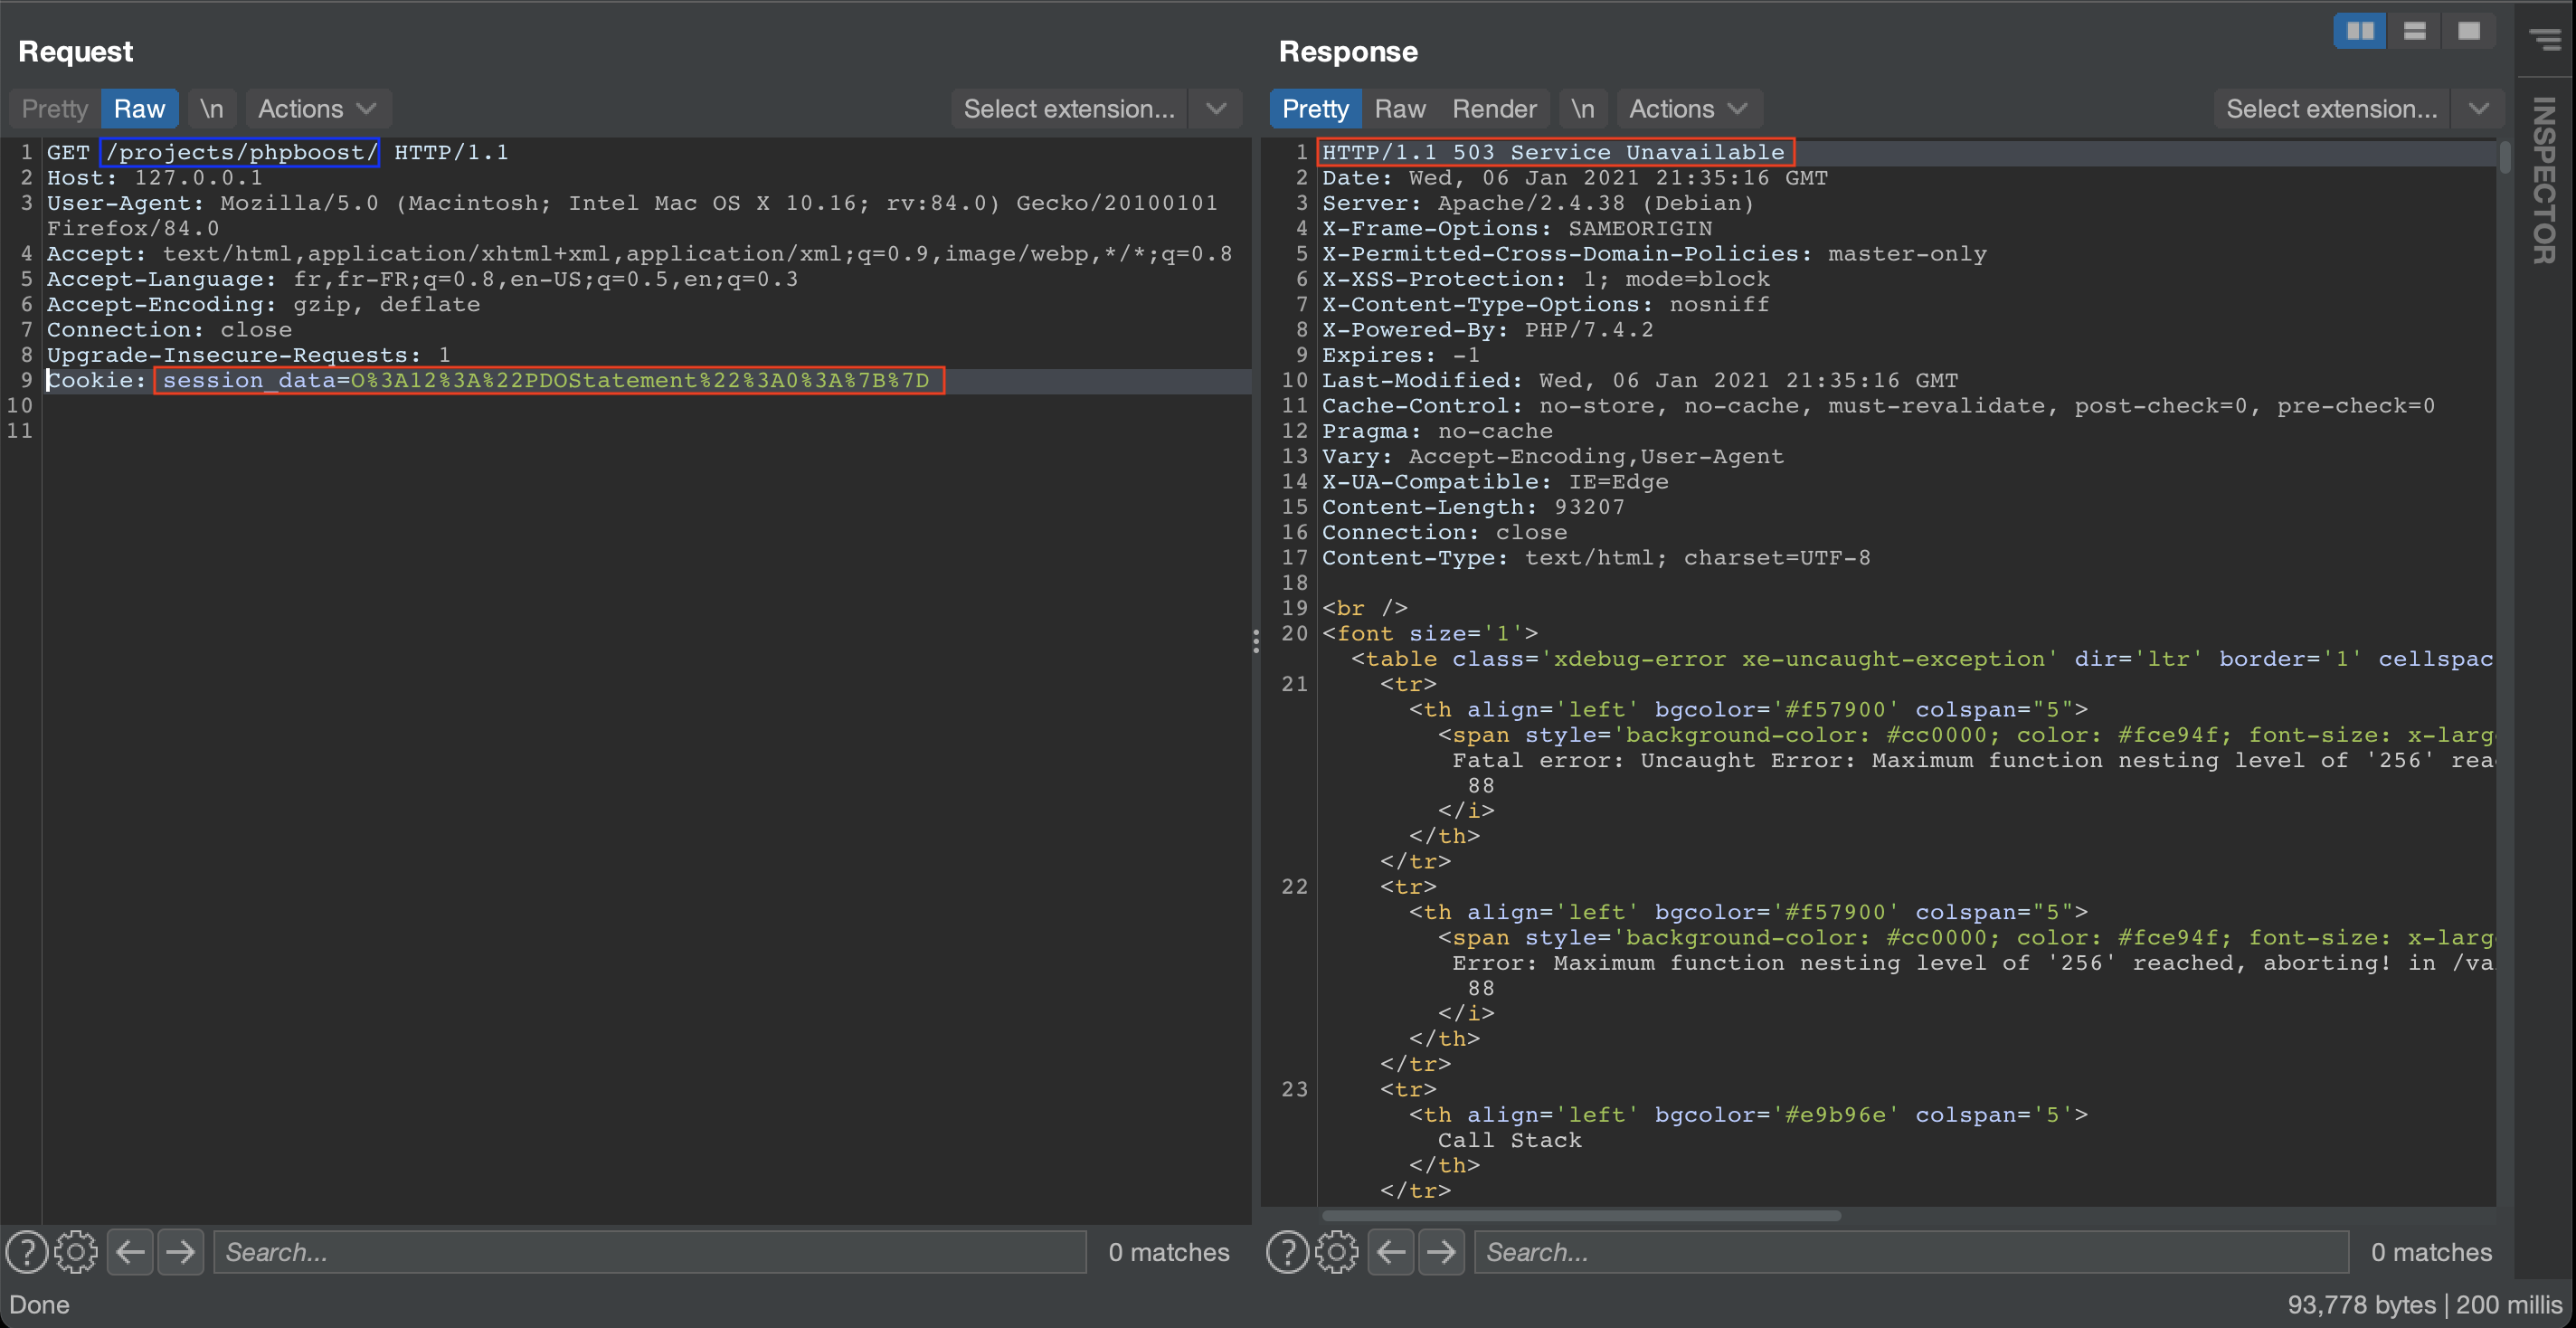 Request
Pretty Raw \n Actions Select extension...
1 GET /projects/phpboost/ HTTP/1.1
2 Host: 127.0.0.1
3 User-Agent: Mozilla/5.0 (Macintosh; Intel Mac OS X 10.16; rv:84.0) Gecko/20100101
Firefox/84.0
4 Accept: text/html,application/xhtml+xml,application/xml;q=0.9,image/webp,*/*;q=0.8
5 Accept-Language: fr,fr-FR;q=0.8,en-US;q=0.5,en;q=0.3
6 Accept-Encoding: gzip, deflate
7 Connection: close
8 Upgrade-Insecure-Requests: 1
9 Cookie: session_data=O%3A12%3A%22PDOStatement%22%3A0%3A%7B%7D
10
11
Search... 0 matches
Response
Pretty Raw Render \n Actions Select extension...
1 HTTP/1.1 503 Service Unavailable
2 Date: Wed, 06 Jan 2021 21:35:16 GMT
3 Server: Apache/2.4.38 (Debian)
4 X-Frame-Options: SAMEORIGIN
5 X-Permitted-Cross-Domain-Policies: master-only
6 X-XSS-Protection: 1; mode=block
7 X-Content-Type-Options: nosniff
8 X-Powered-By: PHP/7.4.2
9 Expires: -1
10 Last-Modified: Wed, 06 Jan 2021 21:35:16 GMT
11 Cache-Control: no-store, no-cache, must-revalidate, post-check=0, pre-check=0
12 Pragma: no-cache
13 Vary: Accept-Encoding,User-Agent
14 X-UA-Compatible: IE=Edge
15 Content-Length: 93207
16 Connection: close
17 Content-Type: text/html; charset=UTF-8
18
19 <br />
20 <font size='1'>
<table class='xdebug-error xe-uncaught-exception' dir='ltr' border='1' cellspac
21 <tr>
<th align='left' bgcolor='#f57900' colspan="5">
<span style='background-color: #cc0000; color: #fce94f; font-size: x-larg
Fatal error: Uncaught Error: Maximum function nesting level of '256' rea
88
</i>
</th>
</tr>
22 <tr>
<th align='left' bgcolor='#f57900' colspan="5">
<span style='background-color: #cc0000; color: #fce94f; font-size: x-larg
Error: Maximum function nesting level of '256' reached, aborting! in /va
88
</i>
</th>
</tr>
23 <tr>
<th align='left' bgcolor='#e9b96e' colspan='5'>
Call Stack
</th>
</tr>
Search... 0 matches
INSPECTOR
Done
93,778 bytes | 200 millis